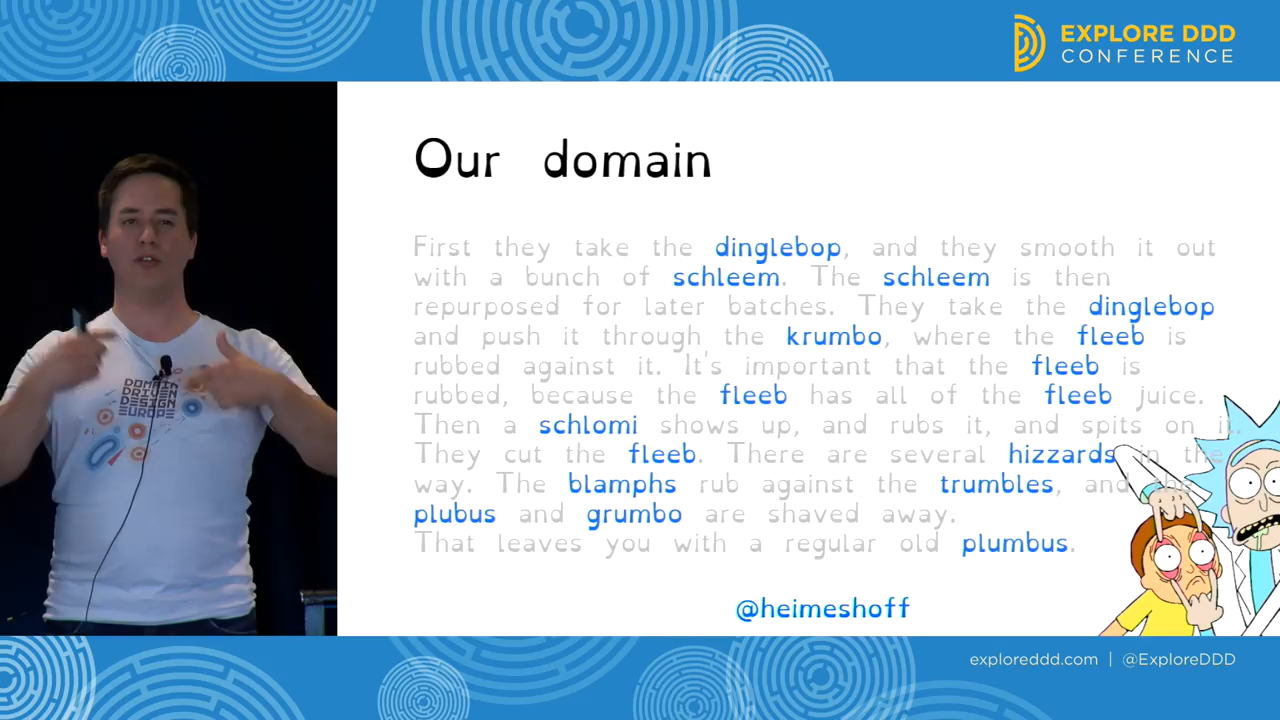 EXPLORE DDD
CONFERENCE
Our domain
First they take the dinglebop, and they smooth it out
with a bunch of schleem. The schleem is then
repurposed for later batches. They take the dinglebop
and push it through the krumbo, where the fleeb is
rubbed against it. It's important that the fleeb is
rubbed, because the fleeb has all of the fleeb juice.
Then a schlomi shows up, and rubs it, and spits on it.
They cut the fleeb. There are several hizzards in the
way. The blamphs rub against the trumbles, and the
plubus and grumbo are shaved away.
That leaves you with a regular old plumbus.
@heimeshoff
DOMAIN
DRIVEN
DESIGN
EUROPE
exploreddd.com | @ExploreDDD